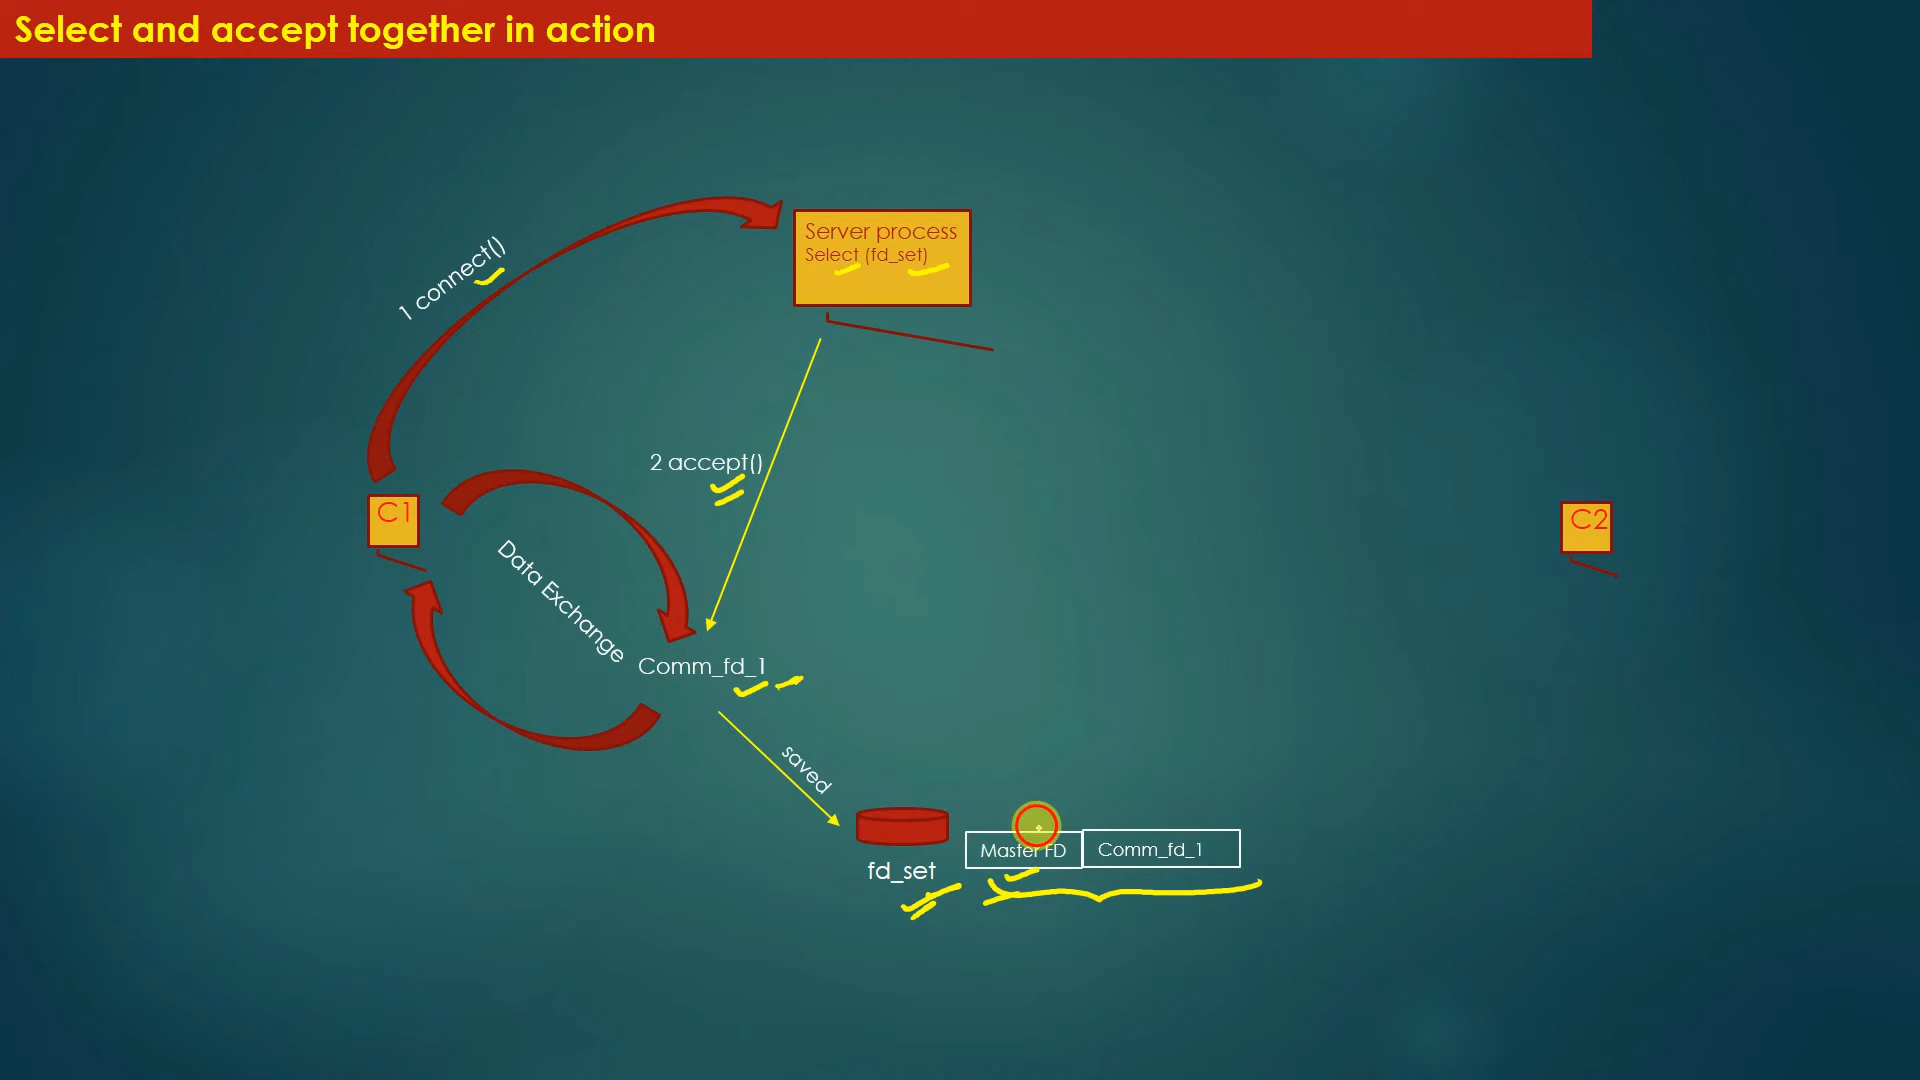 Select and accept together in action
Server process
Select (fd_set)
1 connect()
2 accept()
C1
C2
Data Exchange
Comm_fd_1
saved
fd_set
Master FD
Comm_fd_1